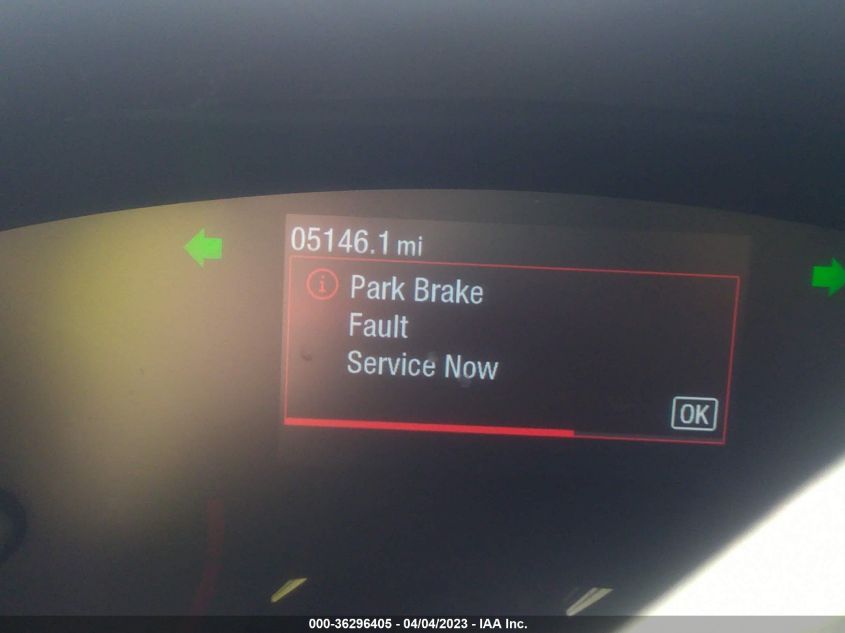 05146.1 mi
Park Brake
Fault
Service Now
OK
000-36296405 - 04/04/2023 - IAA Inc.